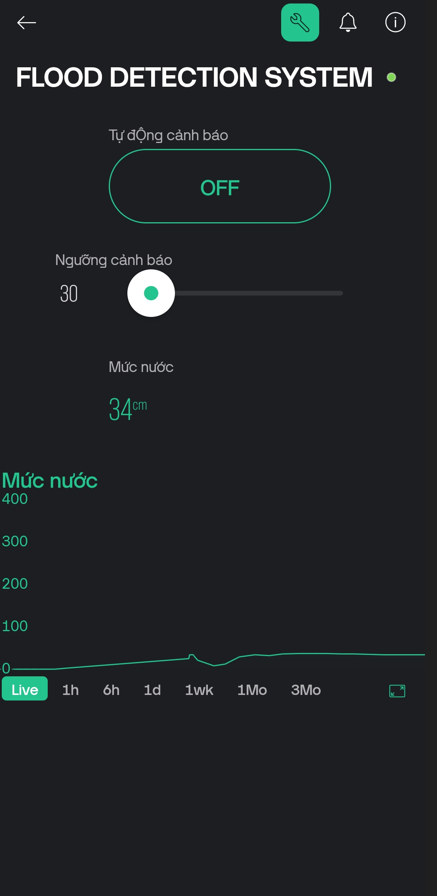 FLOOD DETECTION SYSTEM
Tự động cảnh báo
OFF
Ngưỡng cảnh báo
30
Mức nước
34cm
Mức nước
400
300
200
100
0
Live 1h 6h 1d 1wk 1Mo 3Mo